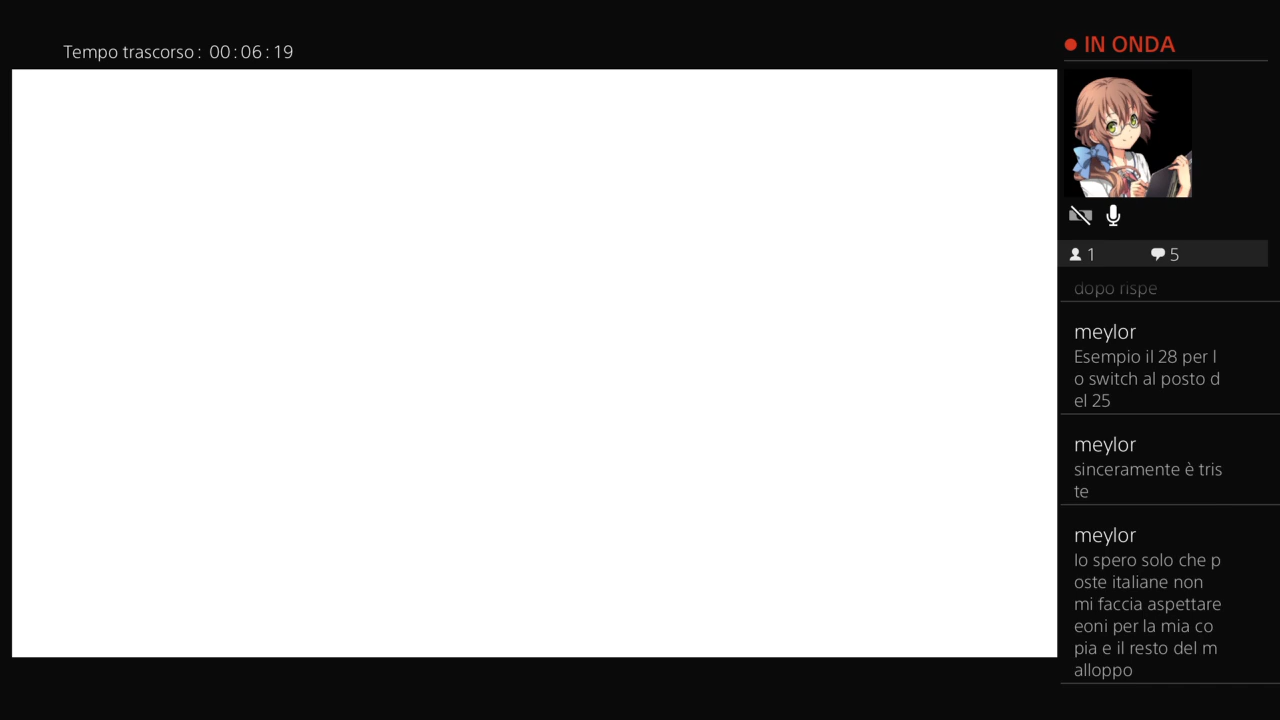 Tempo trascorso: 00:06:19
IN ONDA
1 5
dopo rispe
meylor
Esempio il 28 per l
o switch al posto d
el 25
meylor
sinceramente è tris
te
meylor
Io spero solo che p
oste italiane non
mi faccia aspettare
eoni per la mia co
pia e il resto del m
alloppo